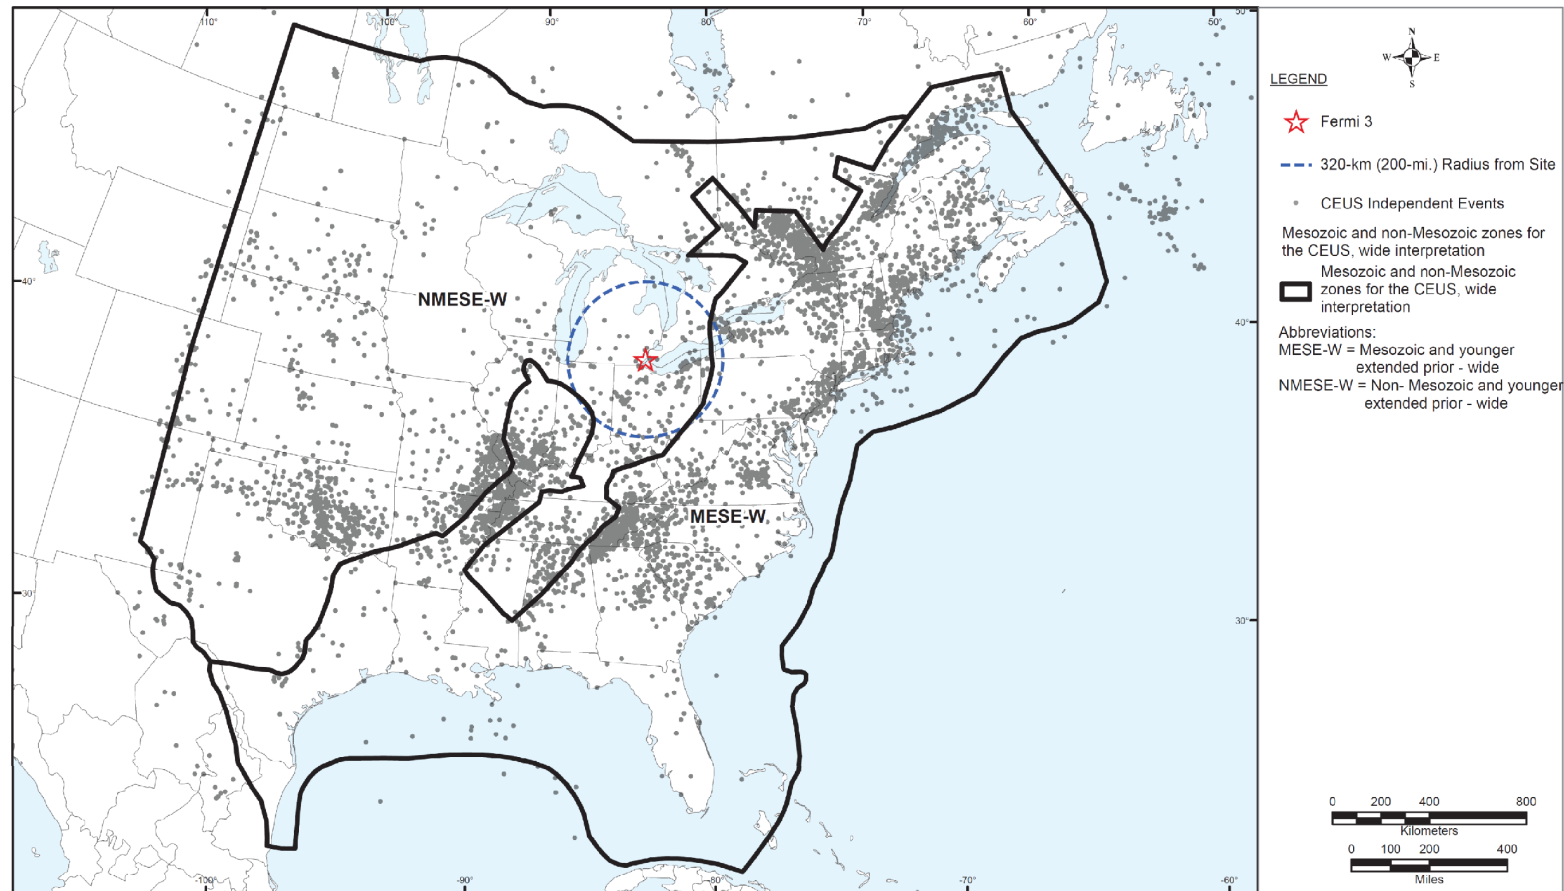 110°
100°
90°
80°
70°
60°
50°
50°
40°
40°
30°
30°
-100°
-90°
-80°
-70°
-60°
NMESE-W
MESE-W
N
W
E
S
LEGEND
Fermi 3
320-km (200-mi.) Radius from Site
CEUS Independent Events
Mesozoic and non-Mesozoic zones for
the CEUS, wide interpretation
Mesozoic and non-Mesozoic
zones for the CEUS, wide
interpretation
Abbreviations:
MESE-W = Mesozoic and younger
extended prior - wide
NMESE-W = Non- Mesozoic and younger
extended prior - wide
0 200 400 800
Kilometers
0 100 200 400
Miles